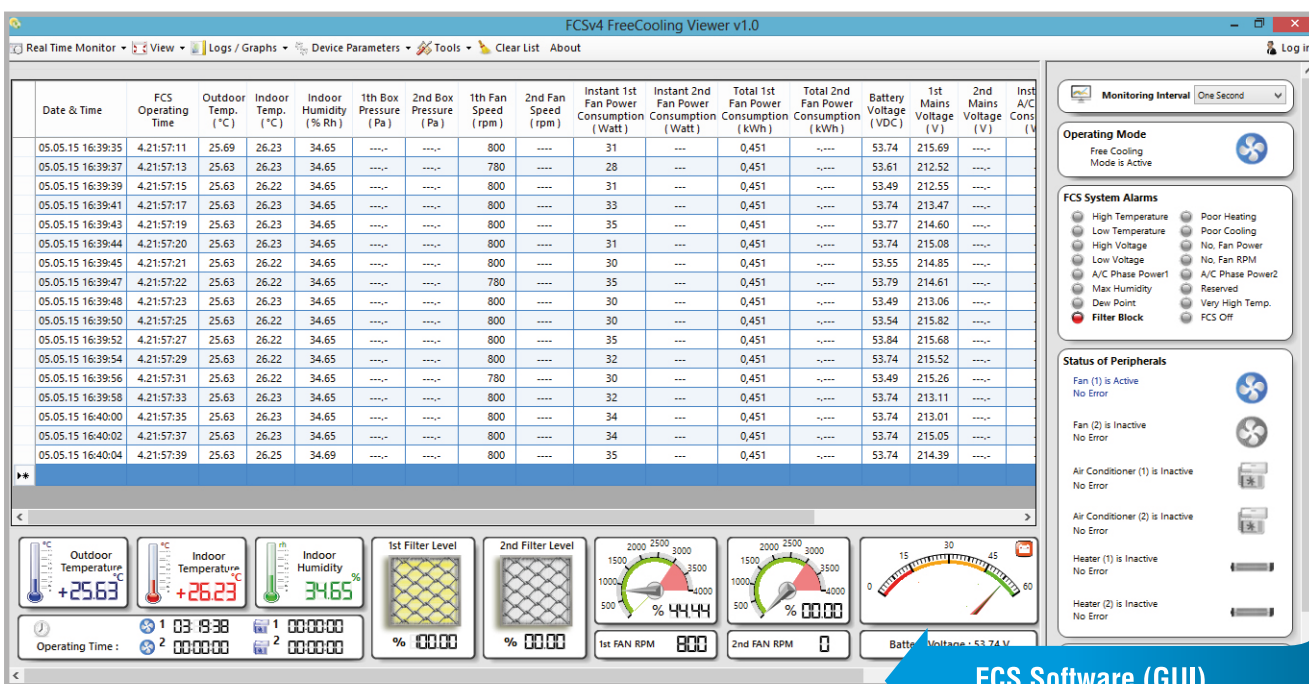 FCSv4 FreeCooling Viewer v1.0
Real Time Monitor View Logs / Graphs Device Parameters Tools Clear List About Log in
Date & Time FCS Operating Time Outdoor Temp. (°C) Indoor Temp. (°C) Indoor Humidity (% Rh) 1th Box Pressure (Pa) 2nd Box Pressure (Pa) 1th Fan Speed (rpm) 2nd Fan Speed (rpm) Instant 1st Fan Power Consumption (Watt) Instant 2nd Fan Power Consumption (Watt) Total 1st Fan Power Consumption (kWh) Total 2nd Fan Power Consumption (kWh) Battery Voltage (VDC) 1st Mains Voltage (V) 2nd Mains Voltage (V) Inst A/C Cons (V
05.05.15 16:39:35 4.21:57:11 25.69 26.23 34.65 ---,- ---,- 800 ---- 31 --- 0,451 -,--- 53.74 215.69 ---,-
05.05.15 16:39:37 4.21:57:13 25.63 26.23 34.65 ---,- ---,- 780 ---- 28 --- 0,451 -,--- 53.61 212.52 ---,-
05.05.15 16:39:39 4.21:57:15 25.63 26.22 34.65 ---,- ---,- 800 ---- 31 --- 0,451 -,--- 53.49 212.55 ---,-
05.05.15 16:39:41 4.21:57:17 25.63 26.23 34.65 ---,- ---,- 800 ---- 33 --- 0,451 -,--- 53.74 213.47 ---,-
05.05.15 16:39:43 4.21:57:19 25.63 26.23 34.65 ---,- ---,- 800 ---- 35 --- 0,451 -,--- 53.77 214.60 ---,-
05.05.15 16:39:44 4.21:57:20 25.63 26.23 34.65 ---,- ---,- 800 ---- 31 --- 0,451 -,--- 53.74 215.08 ---,-
05.05.15 16:39:45 4.21:57:21 25.63 26.22 34.65 ---,- ---,- 800 ---- 30 --- 0,451 -,--- 53.55 214.85 ---,-
05.05.15 16:39:47 4.21:57:22 25.63 26.22 34.65 ---,- ---,- 780 ---- 35 --- 0,451 -,--- 53.79 214.61 ---,-
05.05.15 16:39:48 4.21:57:23 25.63 26.23 34.65 ---,- ---,- 800 ---- 30 --- 0,451 -,--- 53.49 213.06 ---,-
05.05.15 16:39:50 4.21:57:25 25.63 26.22 34.65 ---,- ---,- 800 ---- 30 --- 0,451 -,--- 53.54 215.82 ---,-
05.05.15 16:39:52 4.21:57:27 25.63 26.22 34.65 ---,- ---,- 800 ---- 35 --- 0,451 -,--- 53.84 215.68 ---,-
05.05.15 16:39:54 4.21:57:29 25.63 26.22 34.65 ---,- ---,- 800 ---- 32 --- 0,451 -,--- 53.74 215.52 ---,-
05.05.15 16:39:56 4.21:57:31 25.63 26.22 34.65 ---,- ---,- 780 ---- 30 --- 0,451 -,--- 53.49 215.26 ---,-
05.05.15 16:39:58 4.21:57:33 25.63 26.23 34.65 ---,- ---,- 800 ---- 32 --- 0,451 -,--- 53.74 213.11 ---,-
05.05.15 16:40:00 4.21:57:35 25.63 26.23 34.65 ---,- ---,- 800 ---- 34 --- 0,451 -,--- 53.74 213.01 ---,-
05.05.15 16:40:02 4.21:57:37 25.63 26.23 34.65 ---,- ---,- 800 ---- 34 --- 0,451 -,--- 53.74 215.05 ---,-
05.05.15 16:40:04 4.21:57:39 25.63 26.25 34.69 ---,- ---,- 800 ---- 35 --- 0,451 -,--- 53.74 214.39 ---,-
Monitoring Interval One Second
Operating Mode
Free Cooling
Mode is Active
FCS System Alarms
High Temperature Poor Heating
Low Temperature Poor Cooling
High Voltage No, Fan Power
Low Voltage No, Fan RPM
A/C Phase Power1 A/C Phase Power2
Max Humidity Reserved
Dew Point Very High Temp.
Filter Block FCS Off
Status of Peripherals
Fan (1) is Active
No Error
Fan (2) is Inactive
No Error
Air Conditioner (1) is Inactive
No Error
Air Conditioner (2) is Inactive
No Error
Heater (1) is Inactive
No Error
Heater (2) is Inactive
No Error
°C
Outdoor
Temperature
°C
+25.63
°C
Indoor
Temperature
°C
+26.23
rh
Indoor
Humidity
34.65 %
Operating Time :
1 03:19:38 1 00:00:00
2 00:00:00 2 00:00:00
1st Filter Level
% 100.00
2nd Filter Level
% 00.00
500 1000 1500 2000 2500 3000 3500 4000
% 44.44
1st FAN RPM 800
500 1000 1500 2000 2500 3000 3500 4000
% 00.00
2nd FAN RPM 0
0 15 30 45 60
Battery Voltage : 53.74 V
FCS Software (GUI)